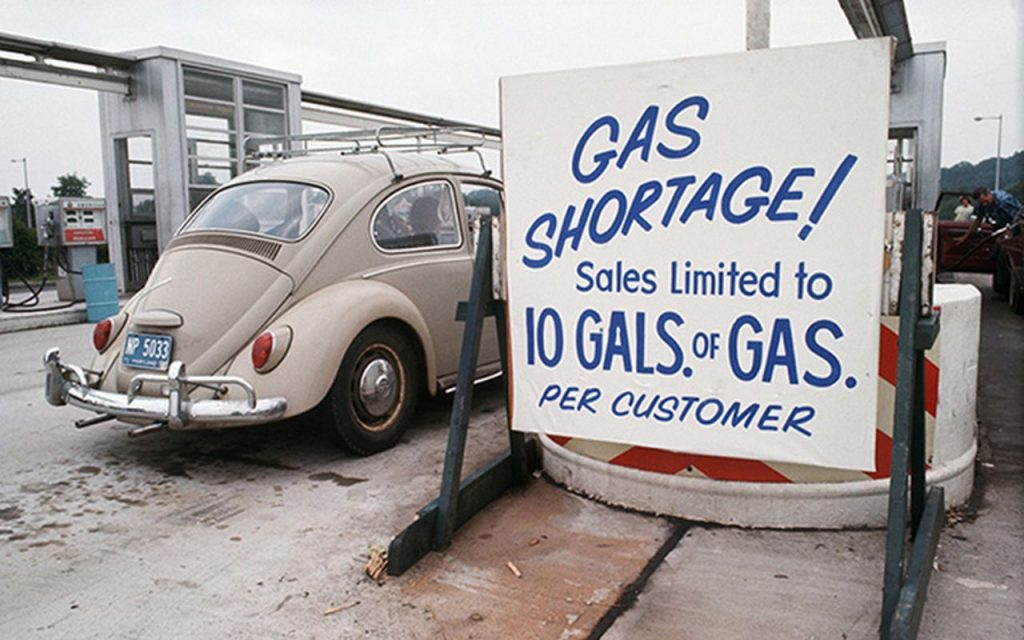 GAS
SHORTAGE!
Sales Limited to
10 GALS. OF GAS.
PER CUSTOMER
NP 5033